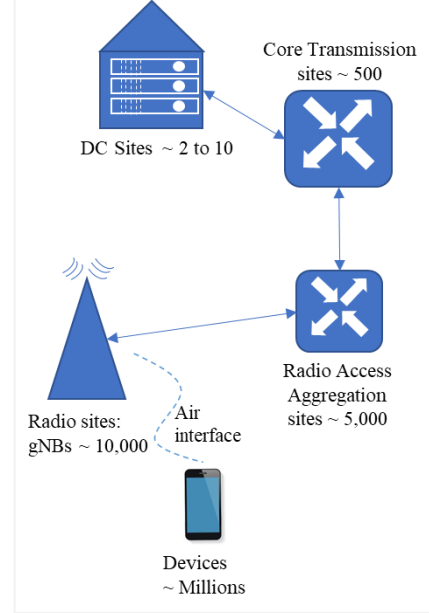 Core Transmission
sites ~ 500
DC Sites ~ 2 to 10
Radio Access
Aggregation
sites ~ 5,000
Radio sites:
gNBs ~ 10,000
Air
interface
Devices
~ Millions